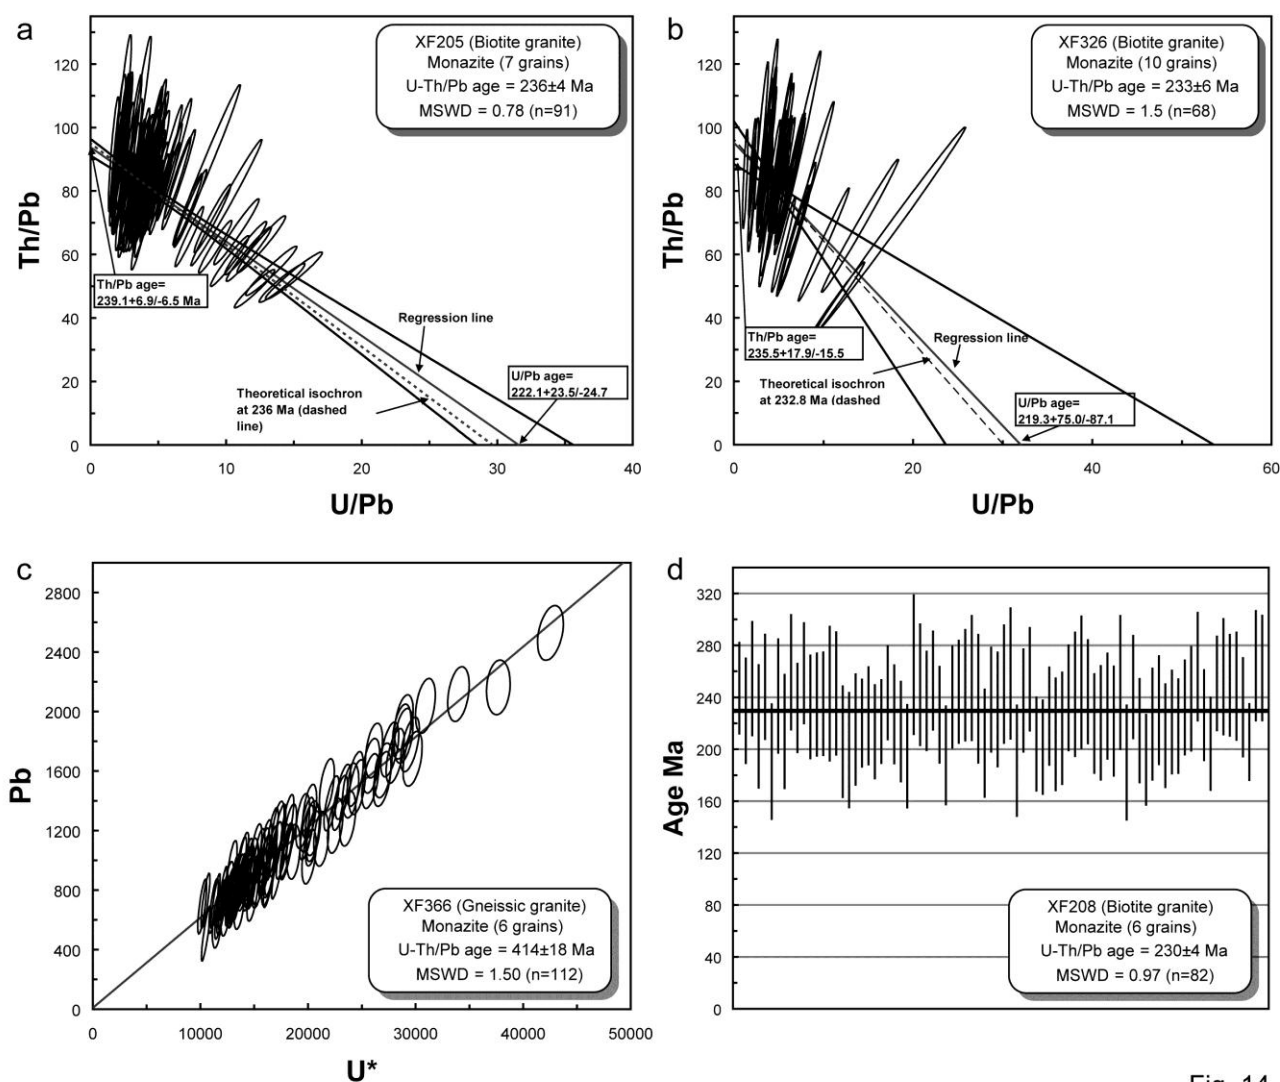 a
XF205 (Biotite granite)
Monazite (7 grains)
U-Th/Pb age = 236±4 Ma
MSWD = 0.78 (n=91)
Th/Pb
120
100
80
60
40
20
0
Th/Pb age=
239.1+6.9/-6.5 Ma
Regression line
Theoretical isochron
at 236 Ma (dashed
line)
U/Pb age=
222.1+23.5/-24.7
0 10 20 30 40
U/Pb
b
XF326 (Biotite granite)
Monazite (10 grains)
U-Th/Pb age = 233±6 Ma
MSWD = 1.5 (n=68)
Th/Pb
120
100
80
60
40
20
0
Th/Pb age=
235.5+17.9/-15.5
Regression line
Theoretical isochron
at 232.8 Ma (dashed
U/Pb age=
219.3+75.0/-87.1
0 20 40 60
U/Pb
c
Pb
2800
2400
2000
1600
1200
800
400
0
XF366 (Gneissic granite)
Monazite (6 grains)
U-Th/Pb age = 414±18 Ma
MSWD = 1.50 (n=112)
0 10000 20000 30000 40000 50000
U*
d
Age Ma
320
280
240
200
160
120
80
40
0
XF208 (Biotite granite)
Monazite (6 grains)
U-Th/Pb age = 230±4 Ma
MSWD = 0.97 (n=82)